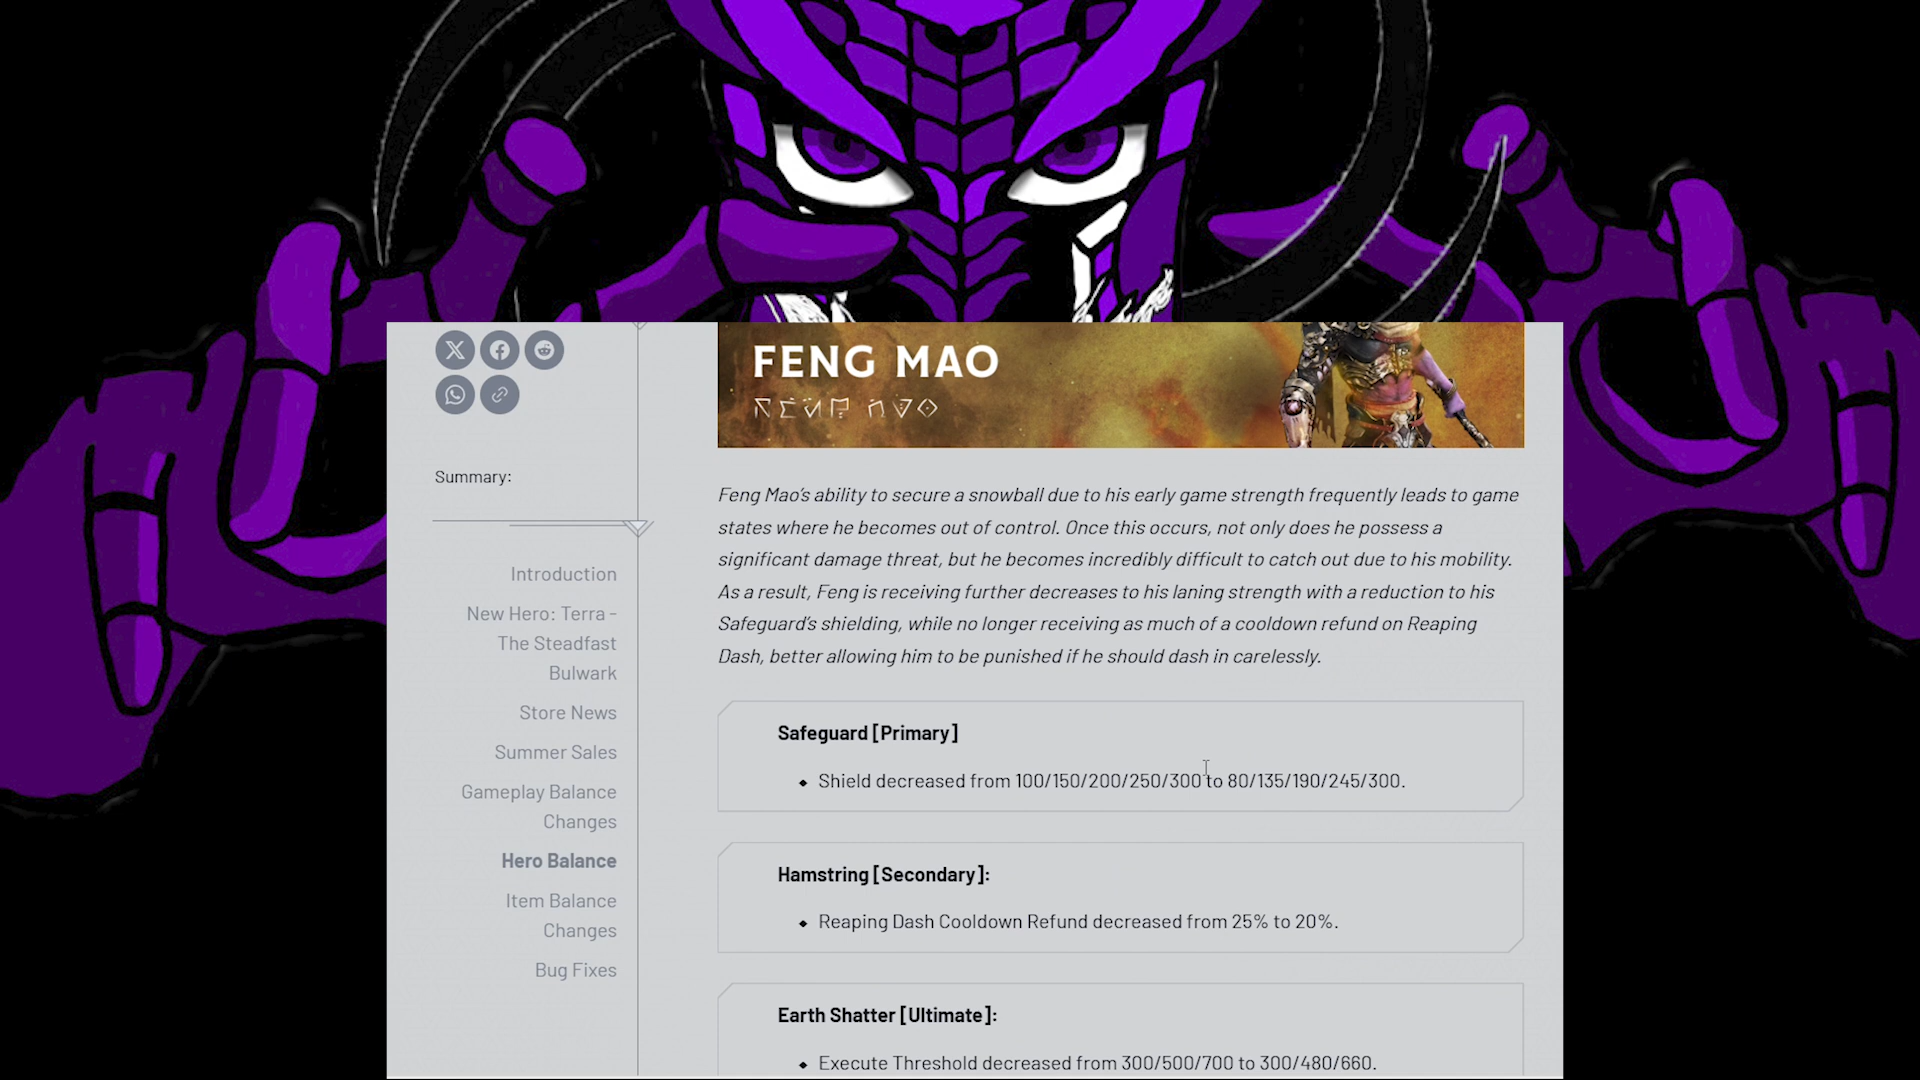 Summary:
Introduction
New Hero: Terra -
The Steadfast
Bulwark
Store News
Summer Sales
Gameplay Balance
Changes
Hero Balance
Item Balance
Changes
Bug Fixes
FENG MAO
Feng Mao's ability to secure a snowball due to his early game strength frequently leads to game
states where he becomes out of control. Once this occurs, not only does he possess a
significant damage threat, but he becomes incredibly difficult to catch out due to his mobility.
As a result, Feng is receiving further decreases to his laning strength with a reduction to his
Safeguard's shielding, while no longer receiving as much of a cooldown refund on Reaping
Dash, better allowing him to be punished if he should dash in carelessly.
Safeguard [Primary]
Shield decreased from 100/150/200/250/300 to 80/135/190/245/300.
Hamstring [Secondary]:
Reaping Dash Cooldown Refund decreased from 25% to 20%.
Earth Shatter [Ultimate]:
Execute Threshold decreased from 300/500/700 to 300/480/660.